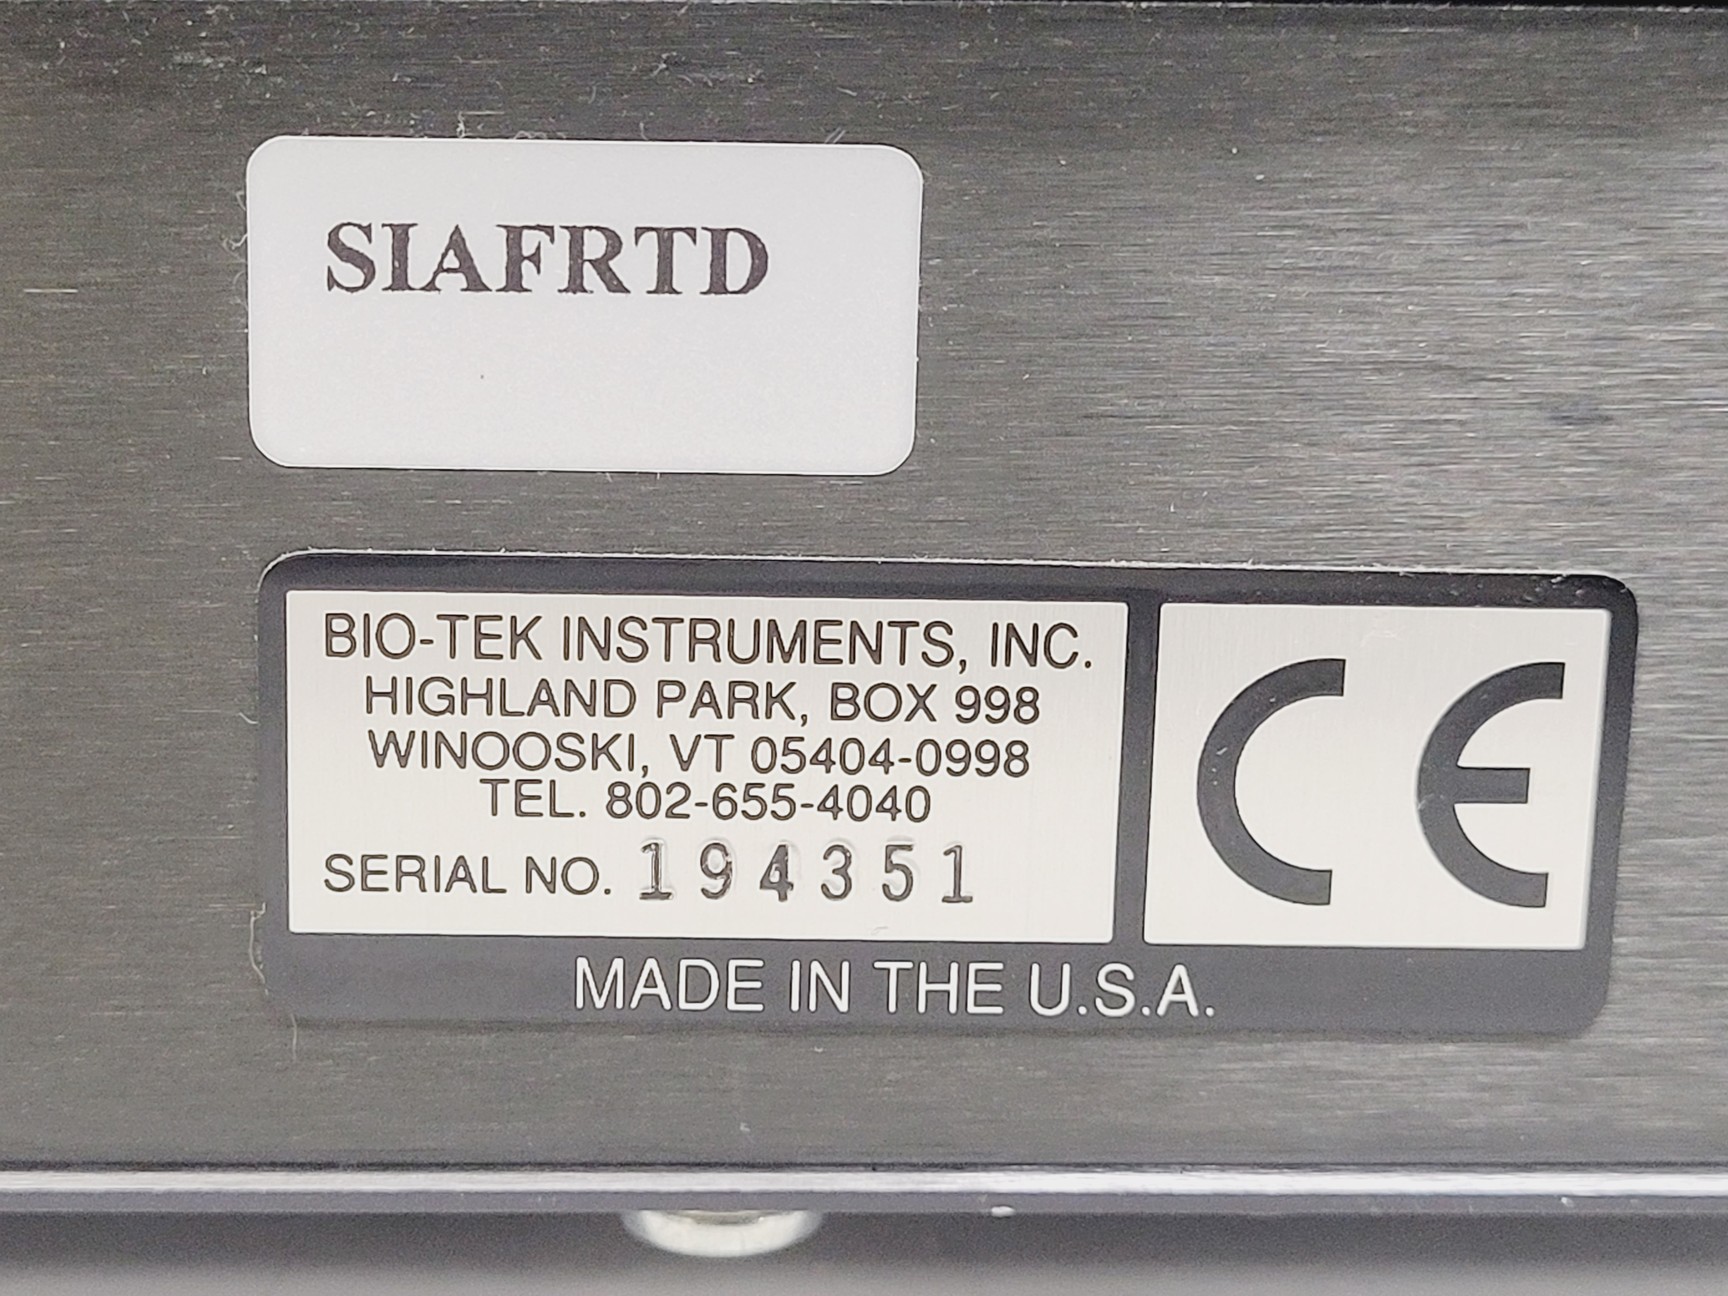 SIAFRTD
BIO-TEK INSTRUMENTS, INC.
HIGHLAND PARK, BOX 998
WINOOSKI, VT 05404-0998
TEL. 802-655-4040
SERIAL NO. 194351
CE
MADE IN THE U.S.A.